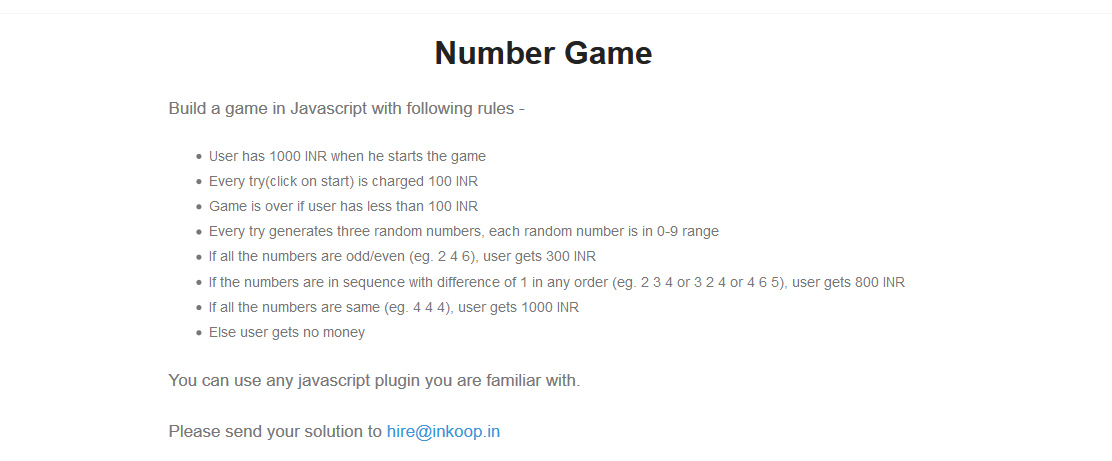 Number Game
Build a game in Javascript with following rules -
• User has 1000 INR when he starts the game
• Every try(click on start) is charged 100 INR
• Game is over if user has less than 100 INR
• Every try generates three random numbers, each random number is in 0-9 range
• If all the numbers are odd/even (eg. 2 4 6), user gets 300 INR
• If the numbers are in sequence with difference of 1 in any order (eg. 2 3 4 or 3 2 4 or 4 6 5), user gets 800 INR
• If all the numbers are same (eg. 4 4 4), user gets 1000 INR
• Else user gets no money
You can use any javascript plugin you are familiar with.
Please send your solution to hire@inkoop.in